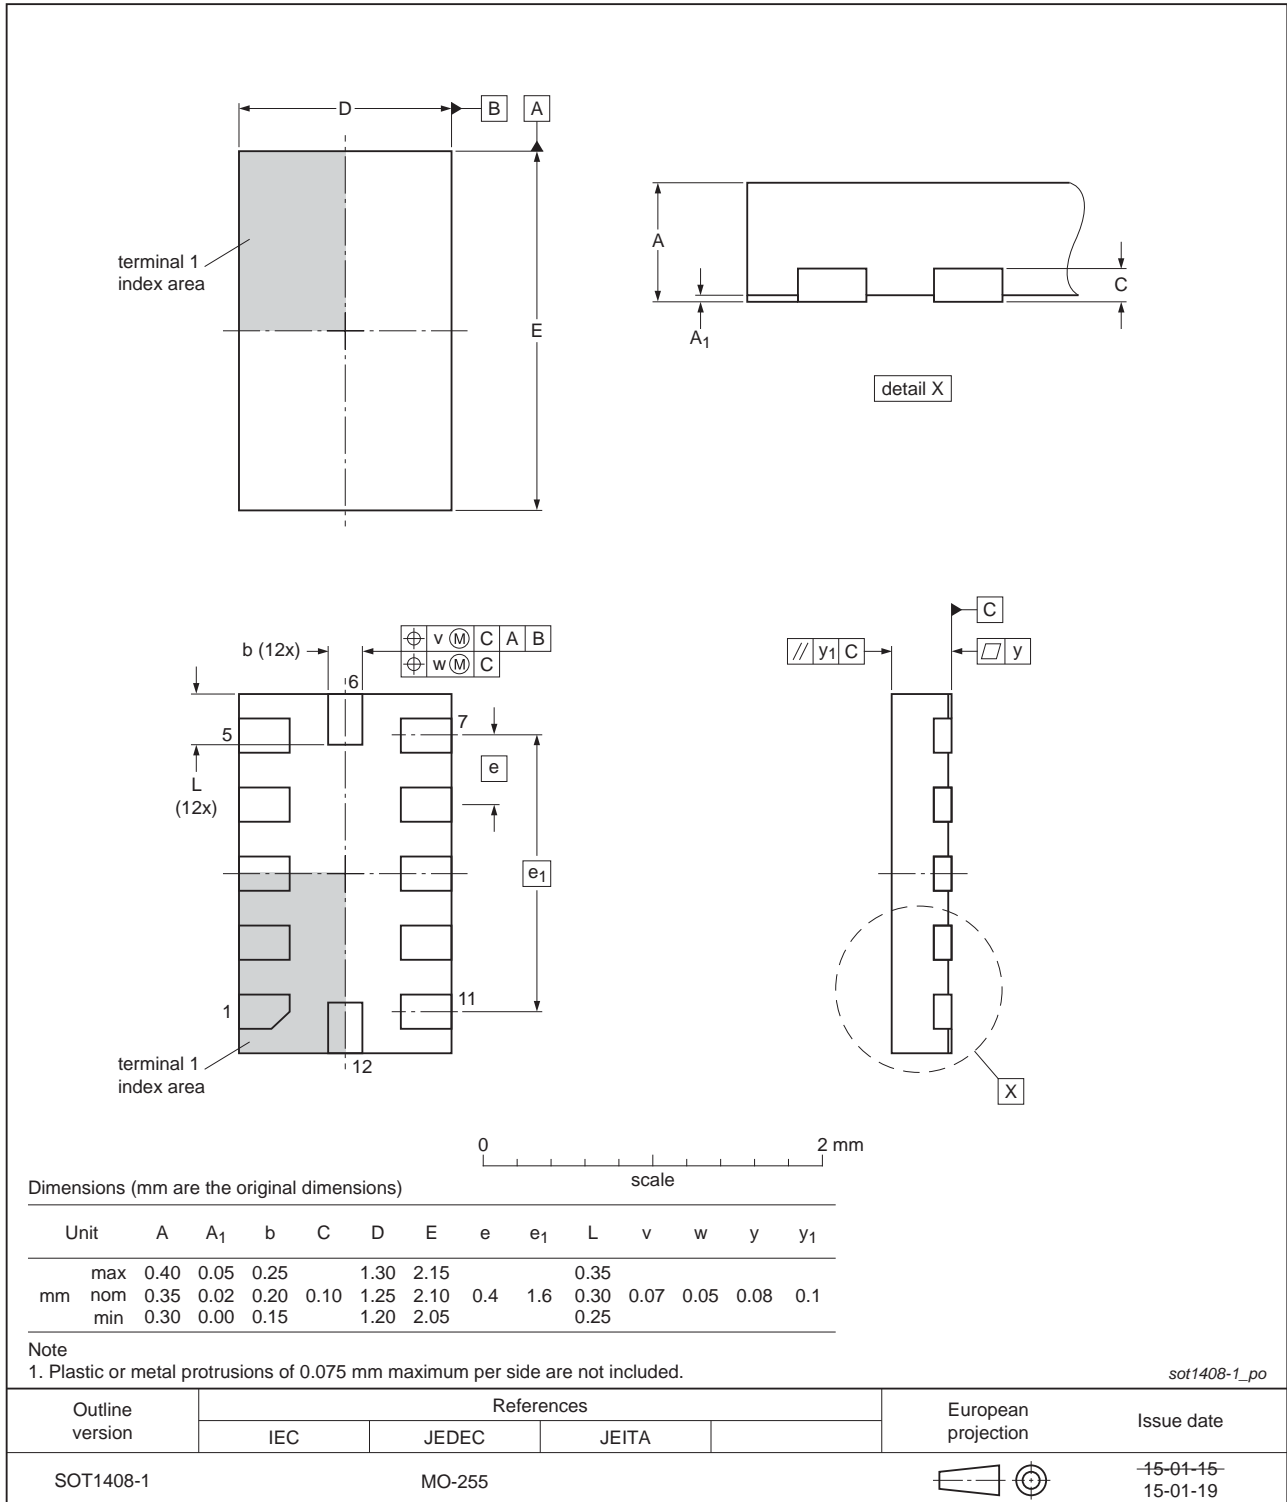 D
B
A
terminal 1
index area
E
A
A1
C
detail X
b (12x)
v M C A B
w M C
C
// y1 C
y
6
5
7
L
(12x)
e
e1
1
11
12
terminal 1
index area
X
0 2 mm
scale
Dimensions (mm are the original dimensions)
Unit A A1 b C D E e e1 L v w y y1
max 0.40 0.05 0.25 1.30 2.15 0.35
mm nom 0.35 0.02 0.20 0.10 1.25 2.10 0.4 1.6 0.30 0.07 0.05 0.08 0.1
min 0.30 0.00 0.15 1.20 2.05 0.25
Note
1. Plastic or metal protrusions of 0.075 mm maximum per side are not included.
sot1408-1_po
Outline
version
References
IEC JEDEC JEITA
European
projection
Issue date
SOT1408-1 MO-255
15-01-15
15-01-19